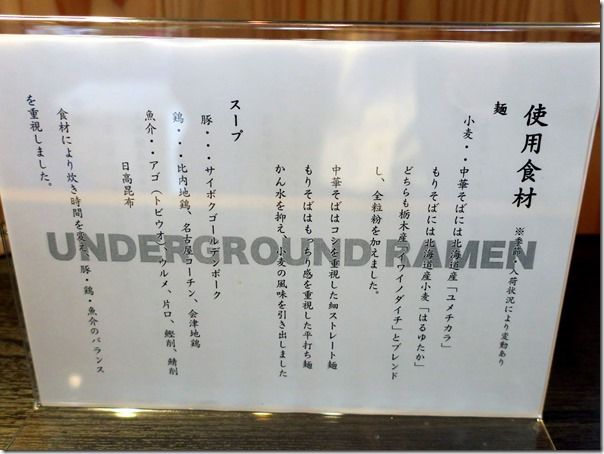 使用食材
※季節・入荷状況により変動あり
麺
小麦・・中華そばには北海道産「ユメチカラ」
もりそばには北海道産小麦「はるゆたか」
どちらも栃木産「イワイノダイチ」とブレンド
し、全粒粉を加えました。
中華そばはコシを重視した細ストレート麺
もりそばはもっちり感を重視した平打ち麺
かん水を抑え、小麦の風味を引き出しました
スープ
豚・・・サイボクゴールデンポーク
鶏・・・比内地鶏、名古屋コーチン、会津地鶏
魚介・・アゴ（トビウオ）、ウルメ、片口、鰹削、鯖削
日高昆布
食材により炊き時間を変え、豚・鶏・魚介のバランス
を重視しました。
UNDERGROUND RAMEN